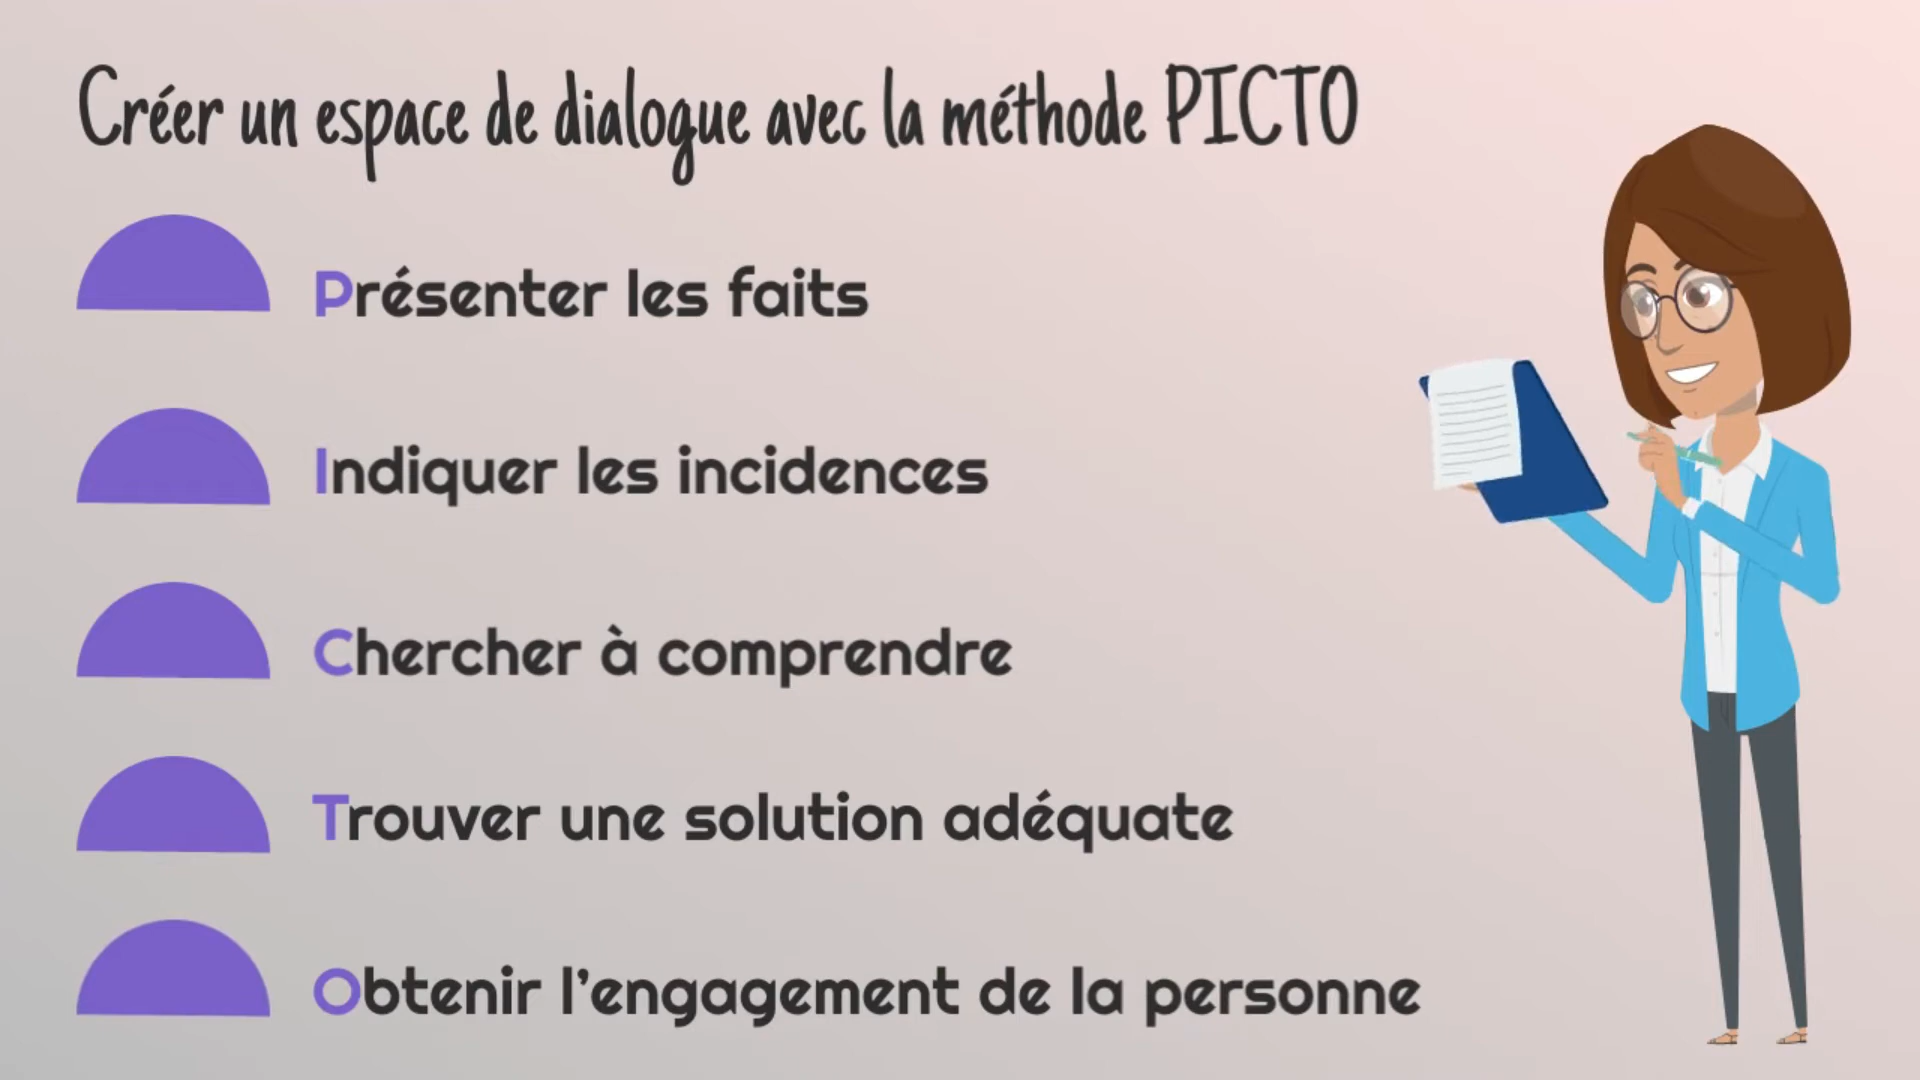 Créer un espace de dialogue avec la méthode PICTO
Présenter les faits
Indiquer les incidences
Chercher à comprendre
Trouver une solution adéquate
Obtenir l’engagement de la personne